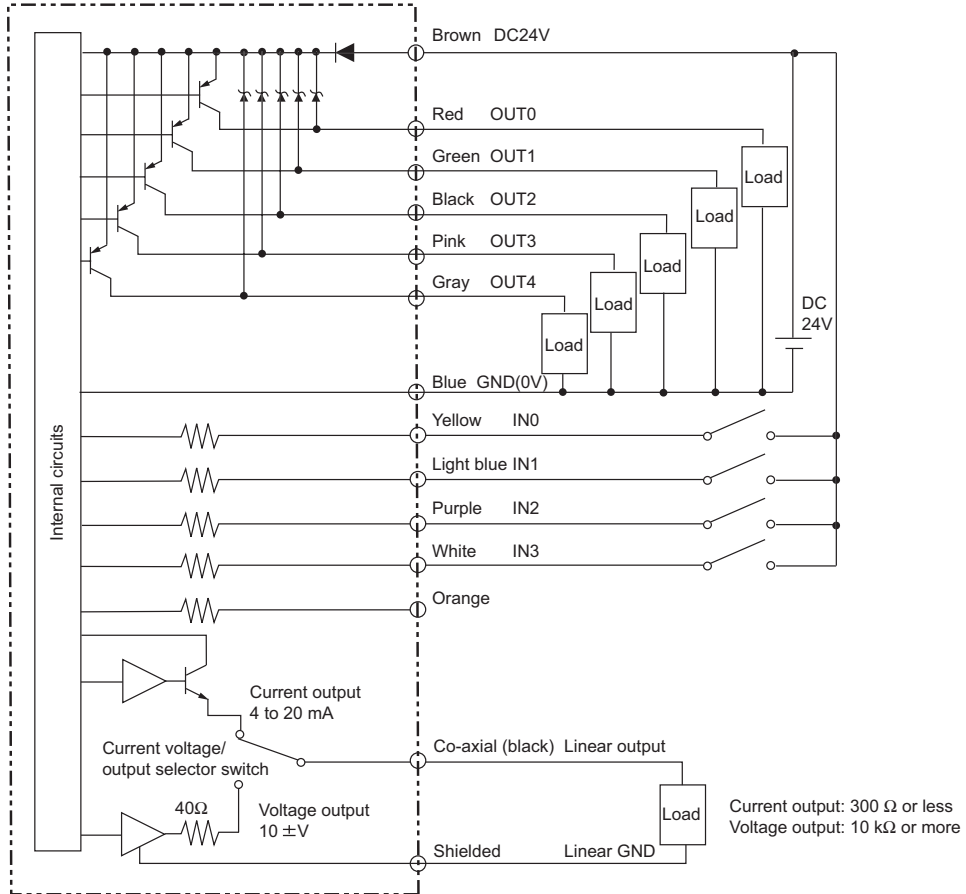 Brown DC24V
Red OUT0
Green OUT1
Load
Black OUT2
Load
Pink OUT3
Load
Gray OUT4
Load
DC
24V
Load
Blue GND(0V)
Yellow IN0
Internal circuits
Light blue IN1
Purple IN2
White IN3
Orange
Current output
4 to 20 mA
Current voltage/
output selector switch
Co-axial (black) Linear output
40Ω
Voltage output
10 ±V
Load
Current output: 300 Ω or less
Voltage output: 10 kΩ or more
Shielded Linear GND